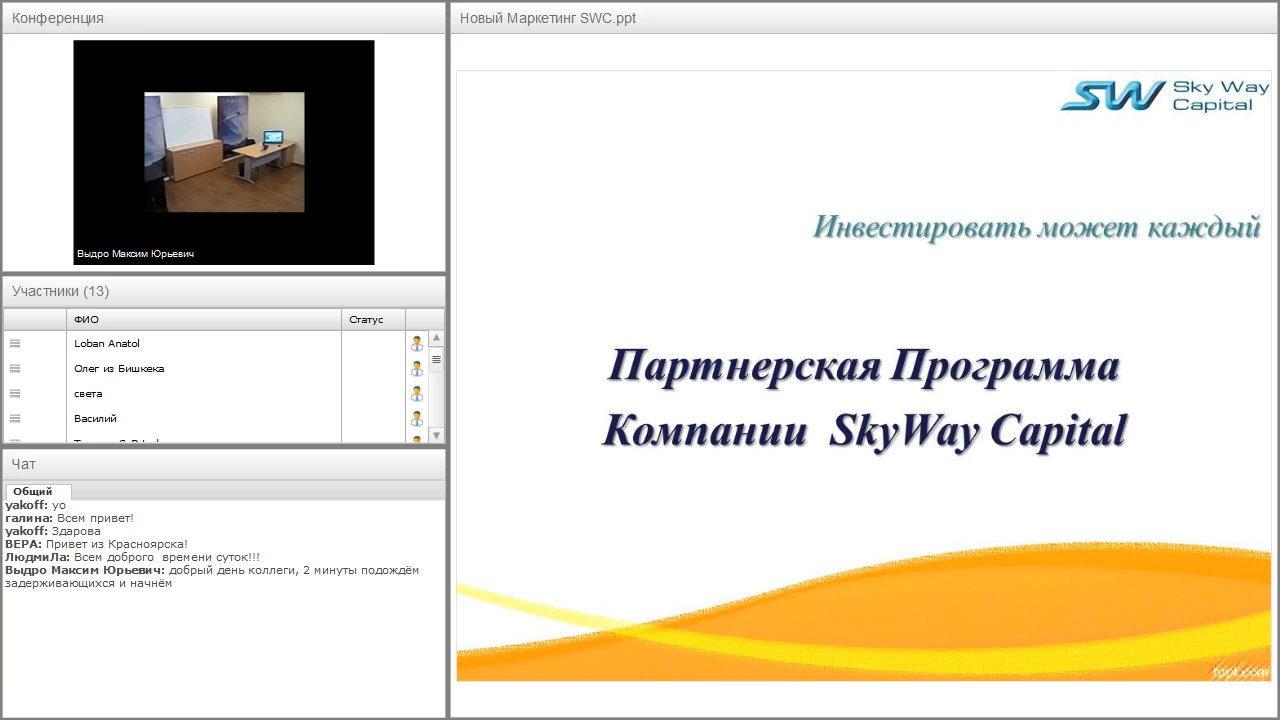 Конференция
Выдро Максим Юрьевич
Участники (13)
ФИО
Статус
Loban Anatol
Олег из Бишкека
света
Василий
Чат
Общий
yakoff: yo
галина: Всем привет!
yakoff: Здарова
ВЕРА: Привет из Красноярска!
ЛюдмиЛа: Всем доброго времени суток!!!
Выдро Максим Юрьевич: добрый день коллеги, 2 минуты подождём
задерживающихся и начнём
Новый Маркетинг SWC.ppt
SW Sky Way
Capital
Инвестировать может каждый
Партнерская Программа
Компании SkyWay Capital
fppt.com